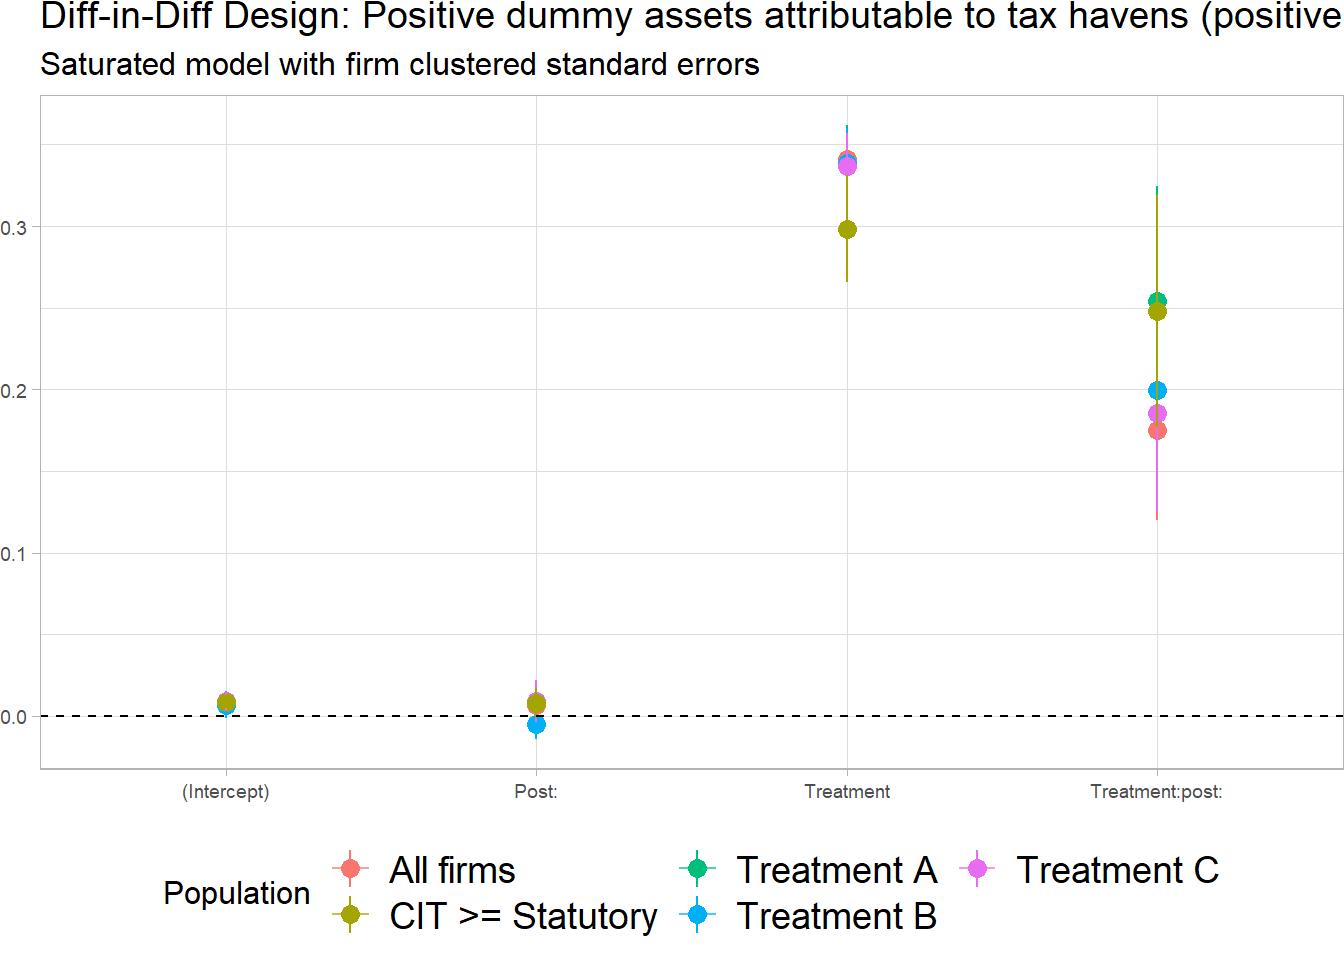 Diff-in-Diff Design: Positive dummy assets attributable to tax havens (positive
Saturated model with firm clustered standard errors
0.3
0.2
0.1
0.0
(Intercept) Post: Treatment Treatment:post:
Population
All firms Treatment A Treatment C
CIT >= Statutory Treatment B